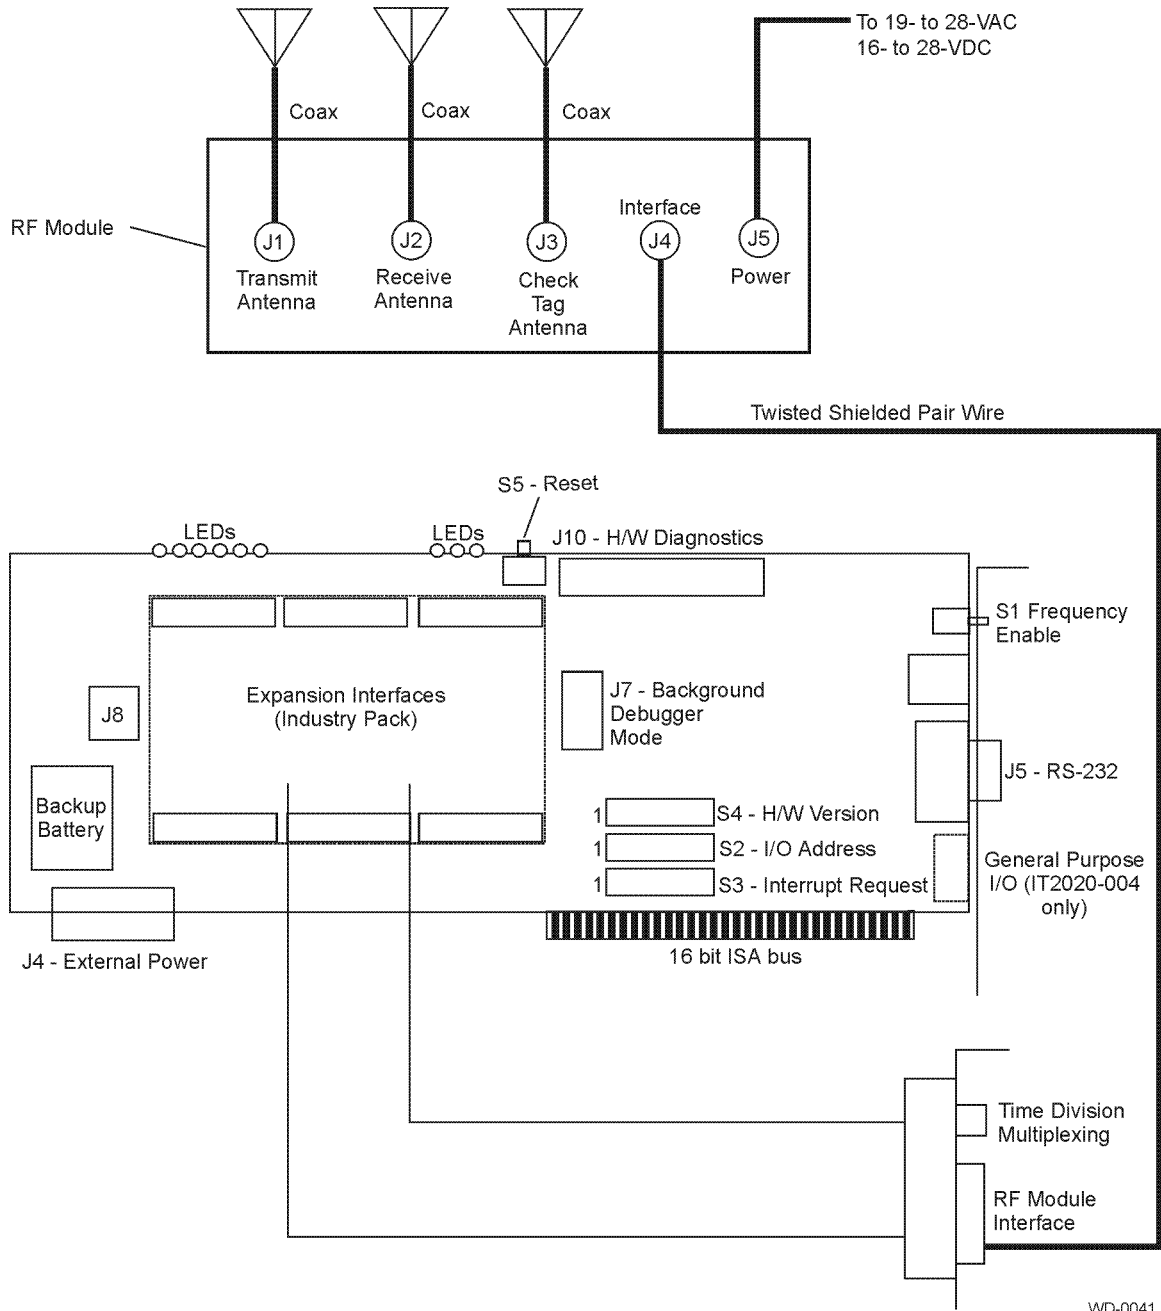 To 19- to 28-VAC
16- to 28-VDC
Coax
Coax
Coax
RF Module
Interface
J1
J2
J3
J4
J5
Transmit
Antenna
Receive
Antenna
Check
Tag
Antenna
Power
Twisted Shielded Pair Wire
S5 - Reset
LEDs
LEDs
J10 - H/W Diagnostics
S1 Frequency
Enable
Expansion Interfaces
(Industry Pack)
J8
J7 - Background
Debugger
Mode
J5 - RS-232
Backup
Battery
1
S4 - H/W Version
1
S2 - I/O Address
1
S3 - Interrupt Request
General Purpose
I/O (IT2020-004
only)
J4 - External Power
16 bit ISA bus
Time Division
Multiplexing
RF Module
Interface
WD-0041